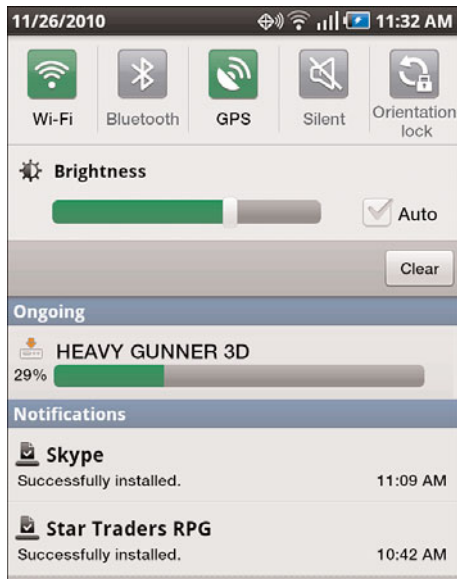 11/26/2010 11:32 AM
Wi-Fi Bluetooth GPS Silent Orientation lock
Brightness
Auto
Clear
Ongoing
HEAVY GUNNER 3D
29%
Notifications
Skype
Successfully installed. 11:09 AM
Star Traders RPG
Successfully installed. 10:42 AM